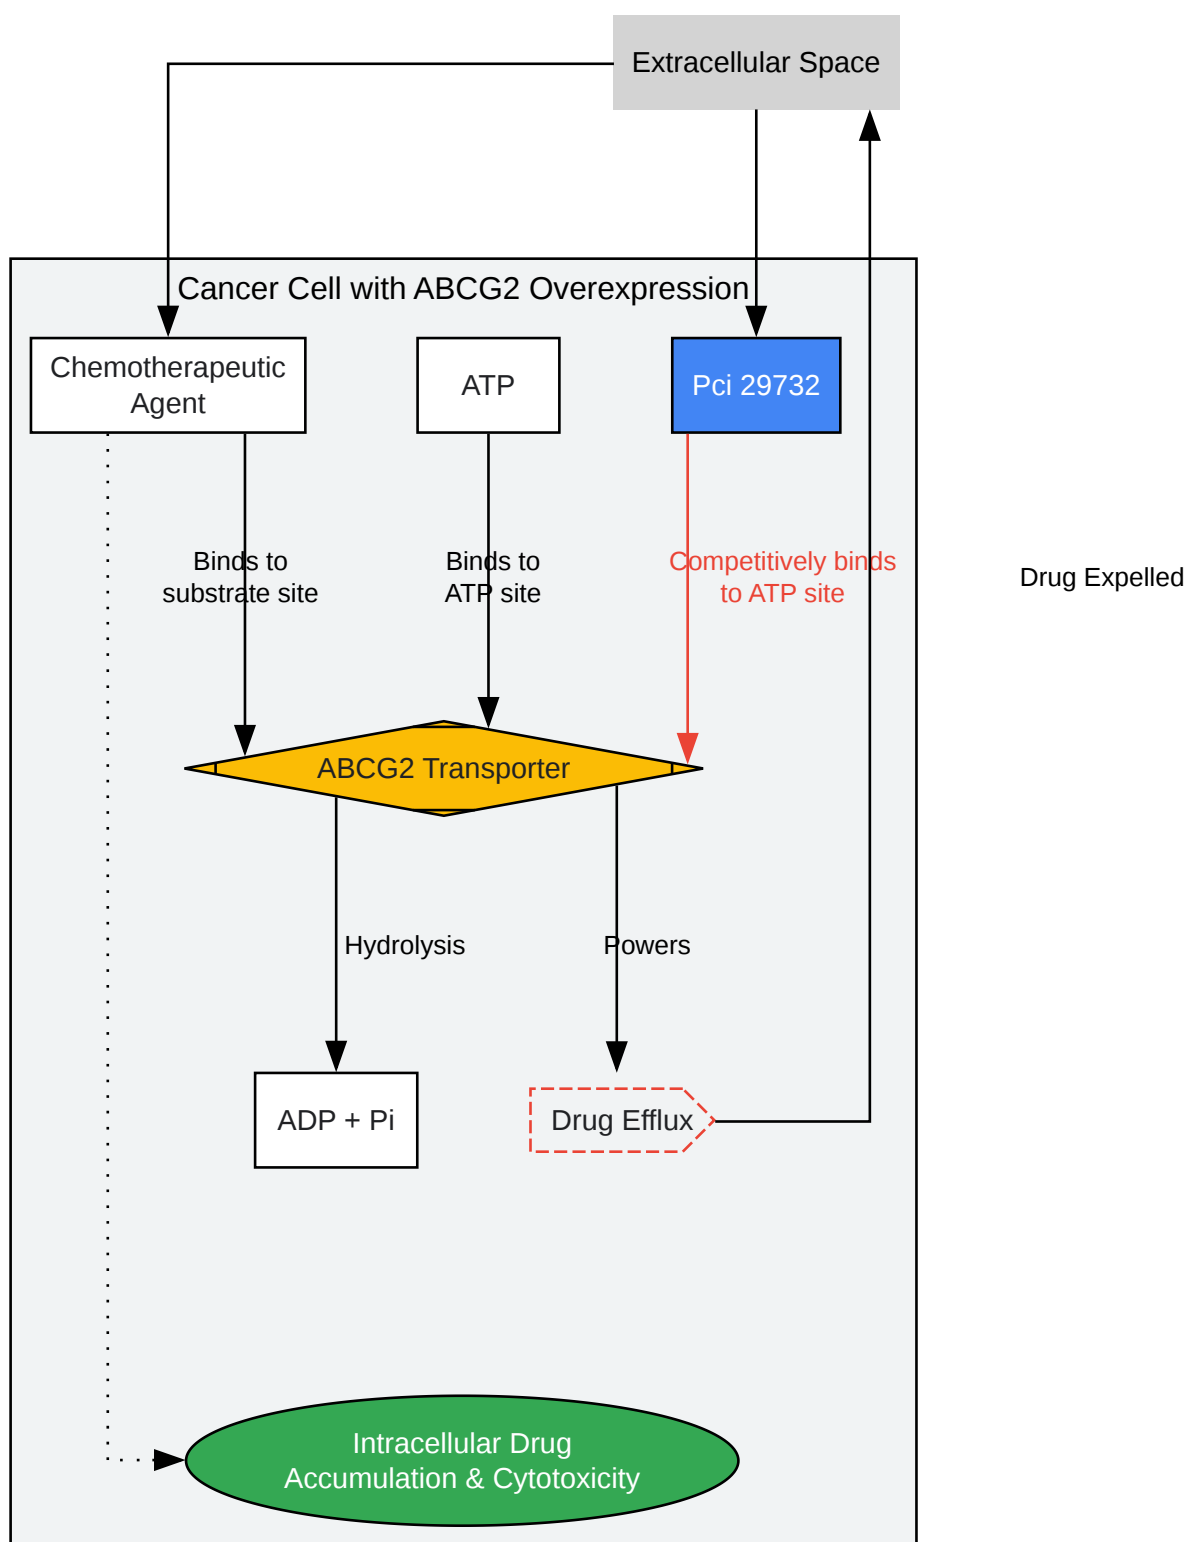 Extracellular Space
Cancer Cell with ABCG2 Overexpression
Chemotherapeutic
Agent
ATP
Pci 29732
Binds to
substrate site
Binds to
ATP site
Competitively binds
to ATP site
Drug Expelled
ABCG2 Transporter
Hydrolysis
Powers
ADP + Pi
Drug Efflux
Intracellular Drug
Accumulation & Cytotoxicity